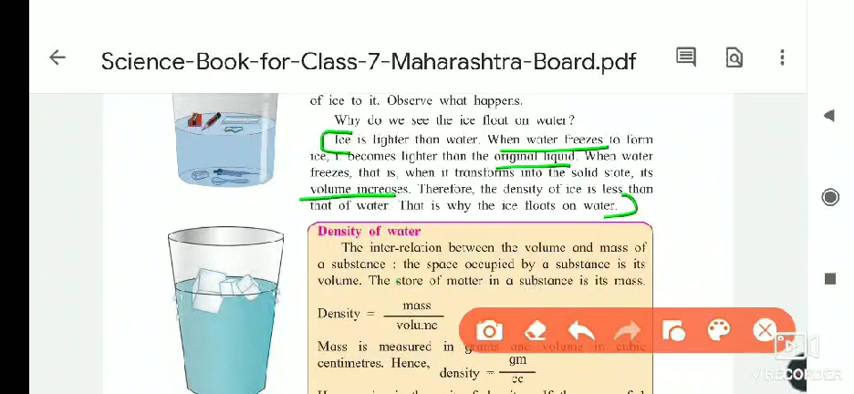 Science-Book-for-Class-7-Maharashtra-Board.pdf
of ice to it. Observe what happens.
Why do we see the ice float on water?
Ice is lighter than water. When water freezes to form
ice, it becomes lighter than the original liquid. When water
freezes, that is, when it transforms into the solid state, its
volume increases. Therefore, the density of ice is less than
that of water. That is why the ice floats on water.
Density of water
The inter-relation between the volume and mass of
a substance : the space occupied by a substance is its
volume. The store of matter in a substance is its mass.
Density = mass
volume
Mass is measured in grams and volume in cubic
centimetres. Hence, density = gm
cc
RECORDER